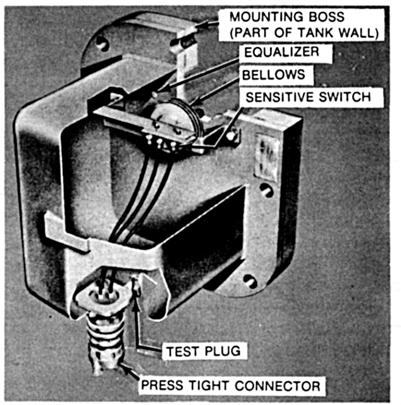 MOUNTING BOSS
(PART OF TANK WALL)
EQUALIZER
BELLOWS
SENSITIVE SWITCH
TEST PLUG
PRESS TIGHT CONNECTOR